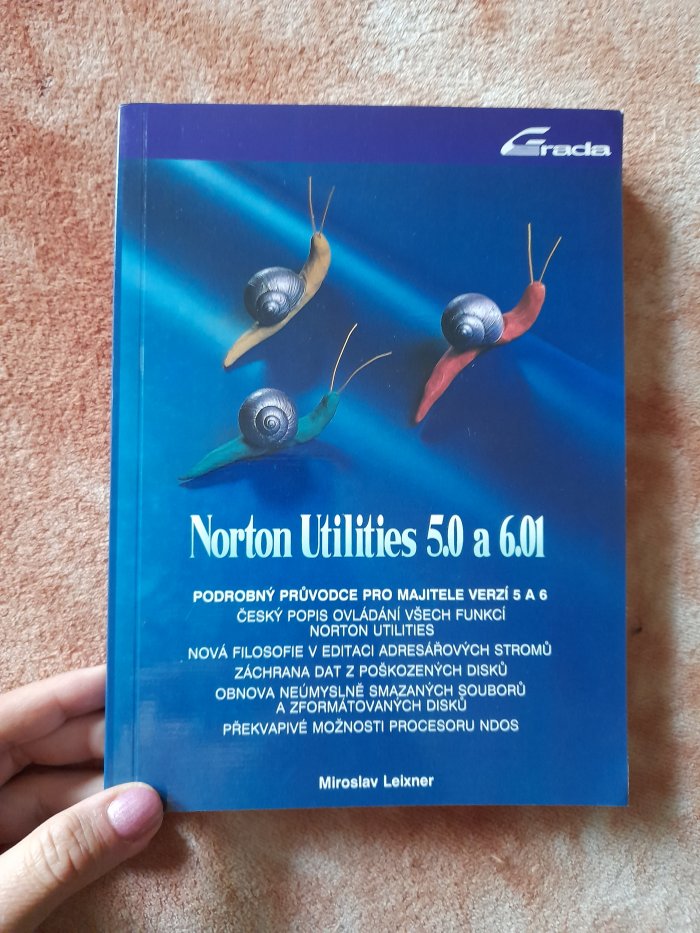 Grada
Norton Utilities 5.0 a 6.01
PODROBNÝ PRŮVODCE PRO MAJITELE VERZÍ 5 A 6
ČESKÝ POPIS OVLÁDÁNÍ VŠECH FUNKCÍ
NORTON UTILITIES
NOVÁ FILOSOFIE V EDITACI ADRESÁŘOVÝCH STROMŮ
ZÁCHRANA DAT Z POŠKOZENÝCH DISKŮ
OBNOVA NEÚMYSLNĚ SMAZANÝCH SOUBORŮ
A ZFORMÁTOVANÝCH DISKŮ
PŘEKVAPIVÉ MOŽNOSTI PROCESORU NDOS
Miroslav Leixner